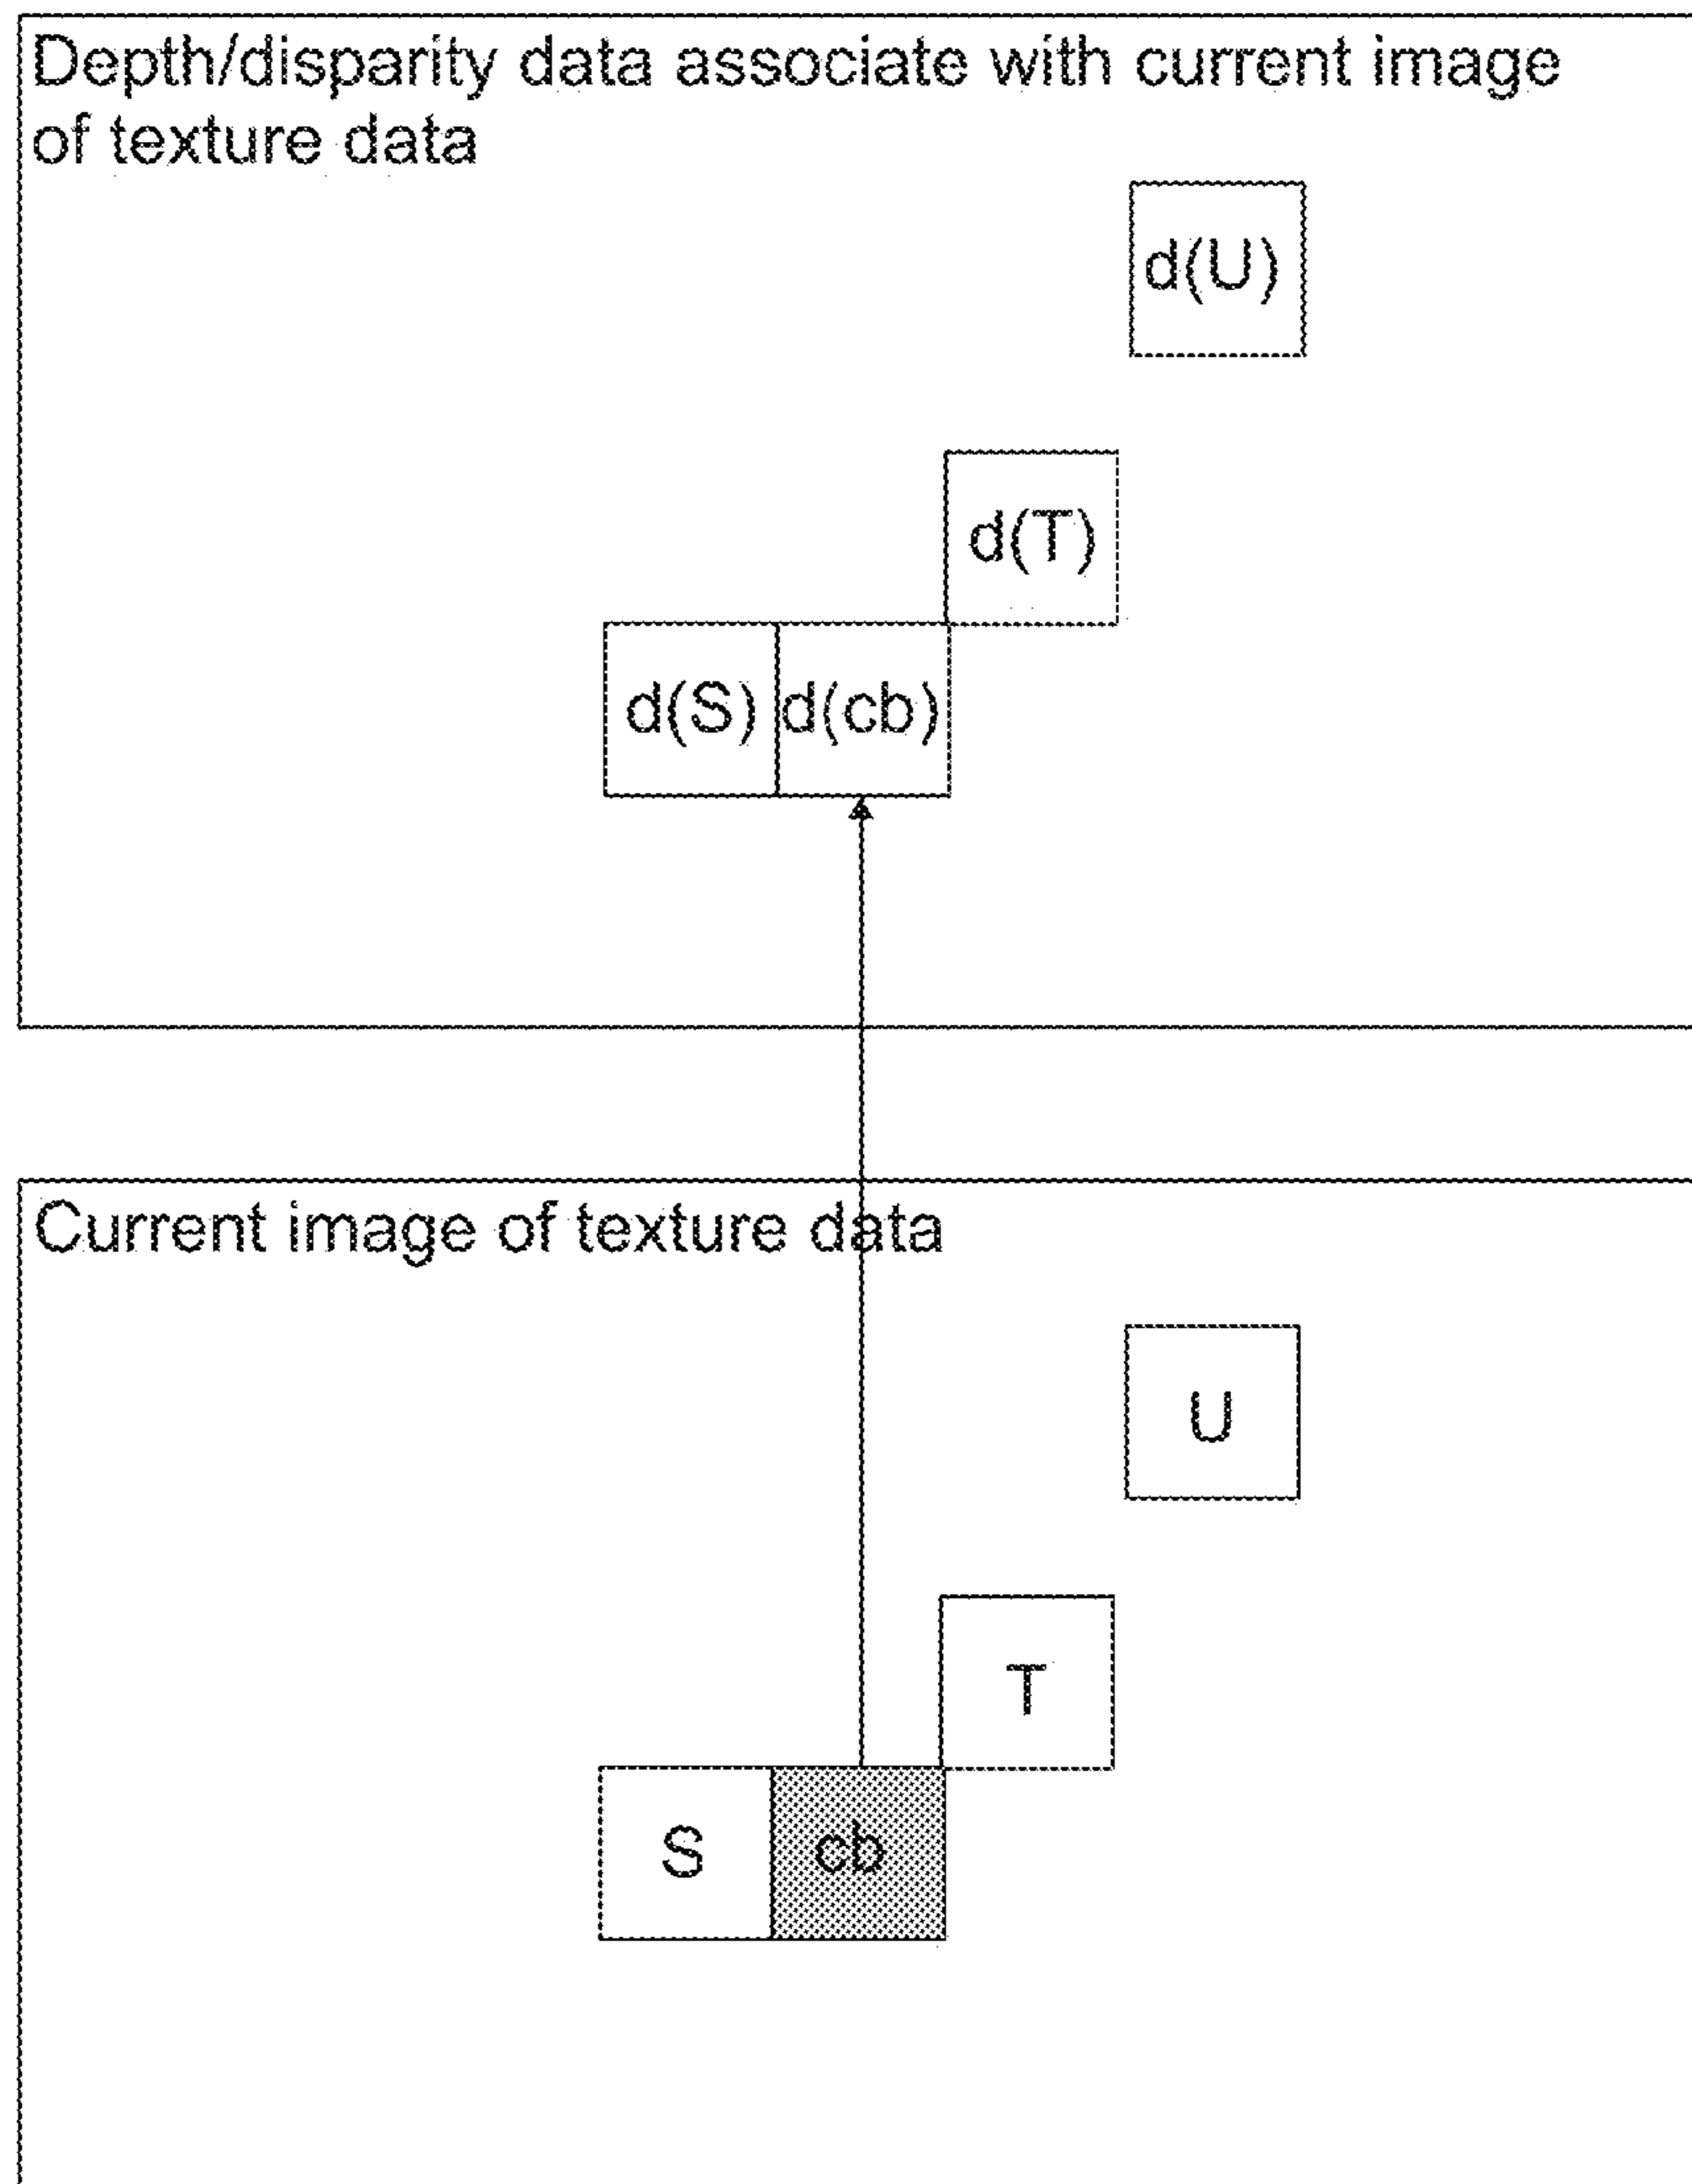 Depth/disparity data associate with current image
of texture data
d(U)
d(T)
d(S) d(cb)
Current image of texture data
U
T
S cb